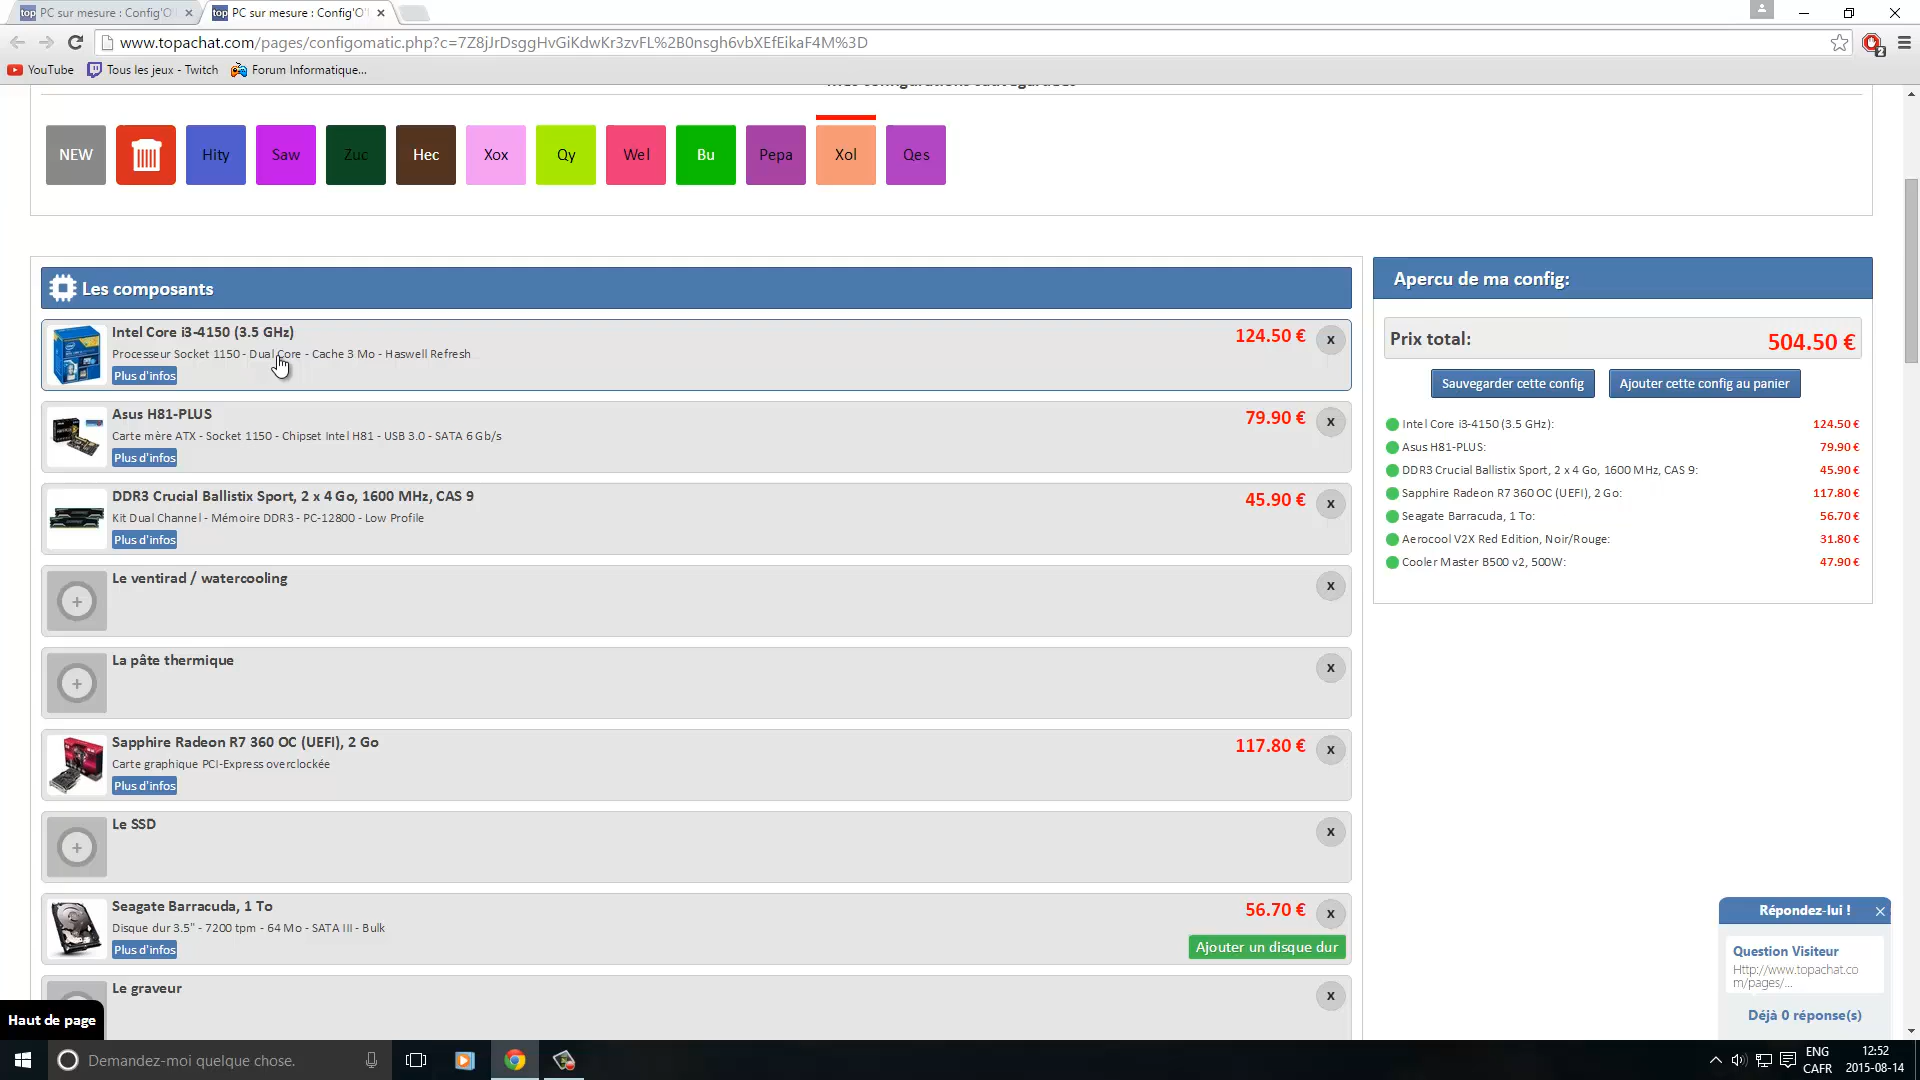 top PC sur mesure : Config'O'
top PC sur mesure : Config'O'
www.topachat.com/pages/configomatic.php?c=7Z8jJrDsggHvGiKdwKr3zvFL%2B0nsgh6vbXEfEikaF4M%3D
2
YouTube
Tous les jeux - Twitch
Forum Informatique...
NEW
Hity
Saw
Zuc
Hec
Xox
Qy
Wel
Bu
Pepa
Xol
Qes
Les composants
Intel Core i3-4150 (3.5 GHz)
Processeur Socket 1150 - Dual Core - Cache 3 Mo - Haswell Refresh
Plus d'infos
124.50 €
x
Asus H81-PLUS
Carte mère ATX - Socket 1150 - Chipset Intel H81 - USB 3.0 - SATA 6 Gb/s
Plus d'infos
79.90 €
x
DDR3 Crucial Ballistix Sport, 2 x 4 Go, 1600 MHz, CAS 9
Kit Dual Channel - Mémoire DDR3 - PC-12800 - Low Profile
Plus d'infos
45.90 €
x
Le ventirad / watercooling
x
La pâte thermique
x
Sapphire Radeon R7 360 OC (UEFI), 2 Go
Carte graphique PCI-Express overclockée
Plus d'infos
117.80 €
x
Le SSD
x
Seagate Barracuda, 1 To
Disque dur 3.5" - 7200 tpm - 64 Mo - SATA III - Bulk
Plus d'infos
56.70 €
x
Ajouter un disque dur
Le graveur
x
Apercu de ma config:
Prix total: 504.50 €
Sauvegarder cette config
Ajouter cette config au panier
Intel Core i3-4150 (3.5 GHz): 124.50 €
Asus H81-PLUS: 79.90 €
DDR3 Crucial Ballistix Sport, 2 x 4 Go, 1600 MHz, CAS 9: 45.90 €
Sapphire Radeon R7 360 OC (UEFI), 2 Go: 117.80 €
Seagate Barracuda, 1 To: 56.70 €
Aerocool V2X Red Edition, Noir/Rouge: 31.80 €
Cooler Master B500 v2, 500W: 47.90 €
Répondez-lui !
Question Visiteur
Http://www.topachat.co
m/pages/...
Déjà 0 réponse(s)
Haut de page
Demandez-moi quelque chose.
ENG
CAFR
12:52
2015-08-14